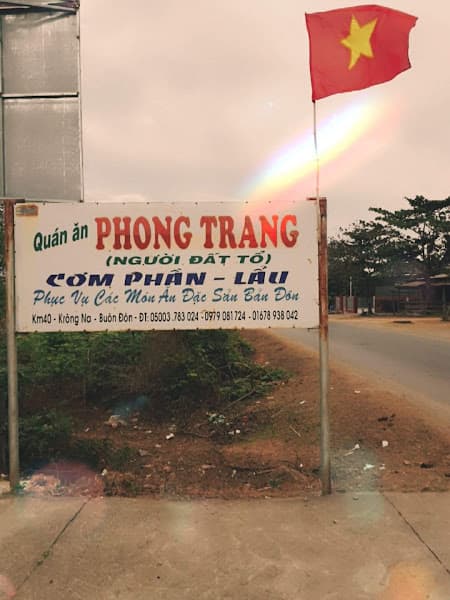 Quán ăn PHONG TRANG
(NGƯỜI ĐẤT TỔ)
CƠM PHẦN - LẨU
Phục Vụ Các Món Ăn Đặc Sản Bản Đôn
Km40 - Krông Na - Buôn Đôn - ĐT: 05003 .783 024 - 0979 081724 - 01678 938 042